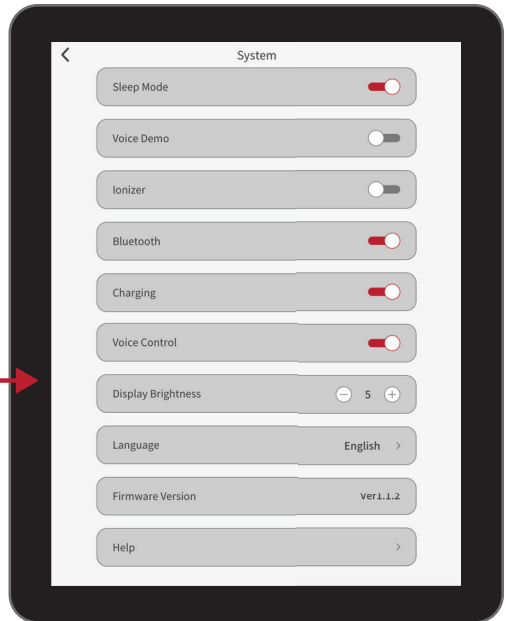 System
Sleep Mode
Voice Demo
Ionizer
Bluetooth
Charging
Voice Control
Display Brightness 5
Language English
Firmware Version Ver1.1.2
Help